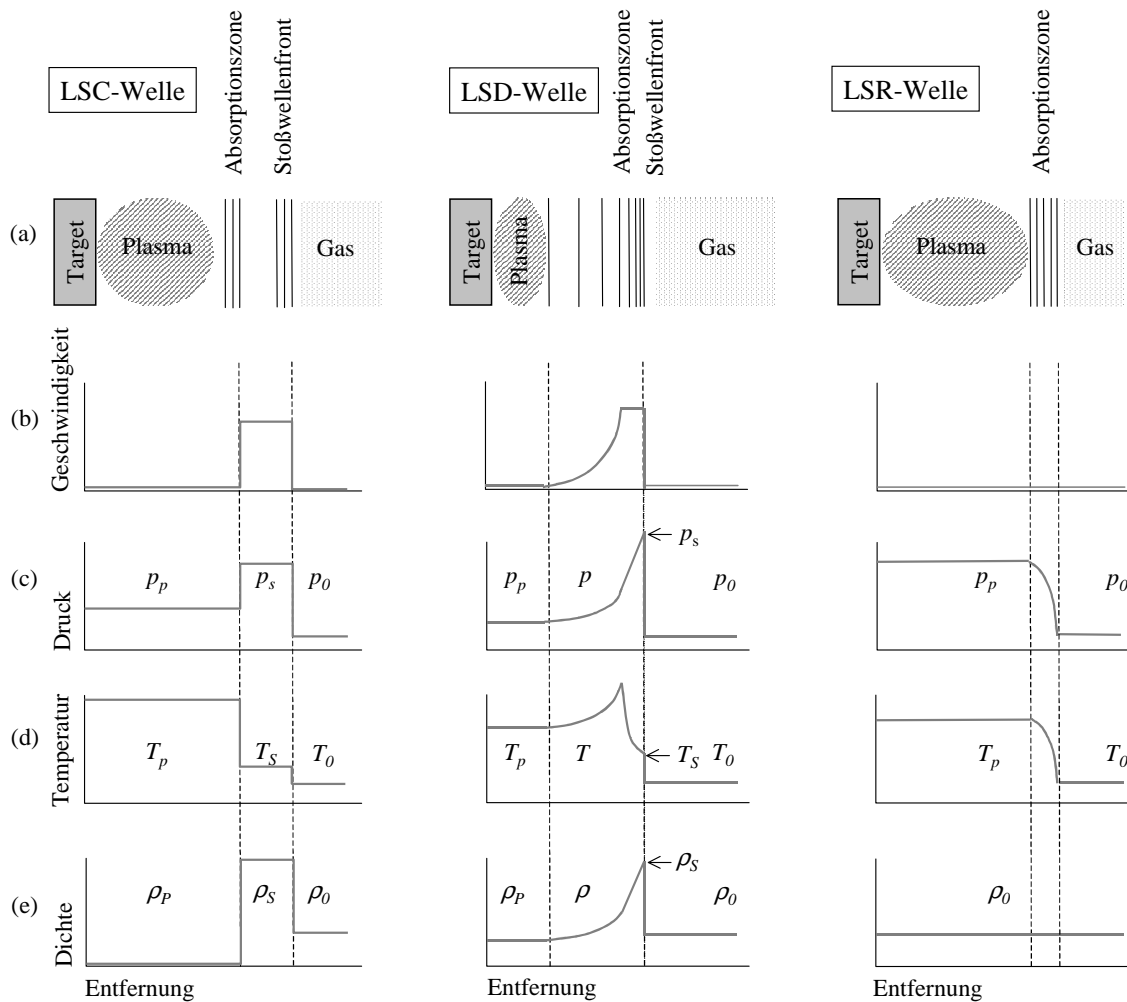 LSC-Welle
Absorptionszone
Stoßwellenfront
LSD-Welle
Absorptionszone
Stoßwellenfront
LSR-Welle
Absorptionszone
(a)
Target
Plasma
Gas
Target
Plasma
Gas
Target
Plasma
Gas
(b)
Geschwindigkeit
(c)
Druck
p_p
p_s
p_0
p_p
p
p_s
p_0
p_p
p_0
(d)
Temperatur
T_p
T_S
T_0
T_p
T
T_S
T_0
T_p
T_0
(e)
Dichte
ρ_P
ρ_S
ρ_0
ρ_P
ρ
ρ_S
ρ_0
ρ_0
Entfernung
Entfernung
Entfernung